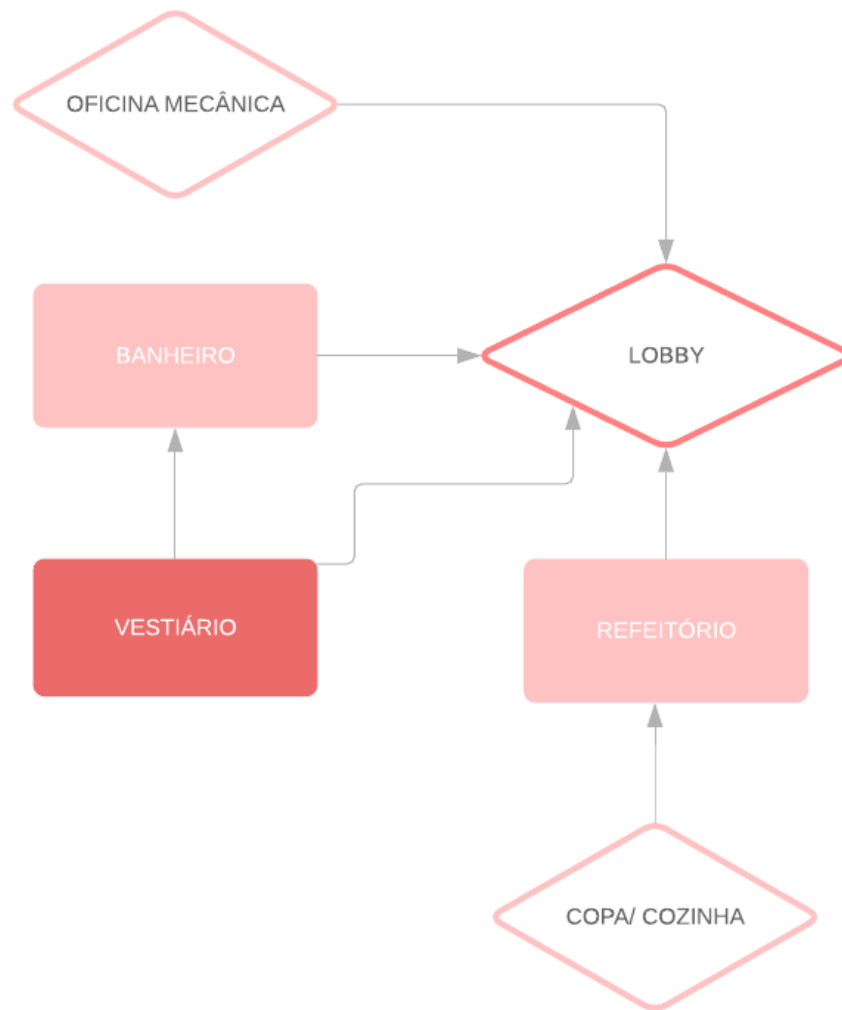 OFICINA MECÂNICA
BANHEIRO
LOBBY
VESTIÁRIO
REFEITÓRIO
COPA/ COZINHA